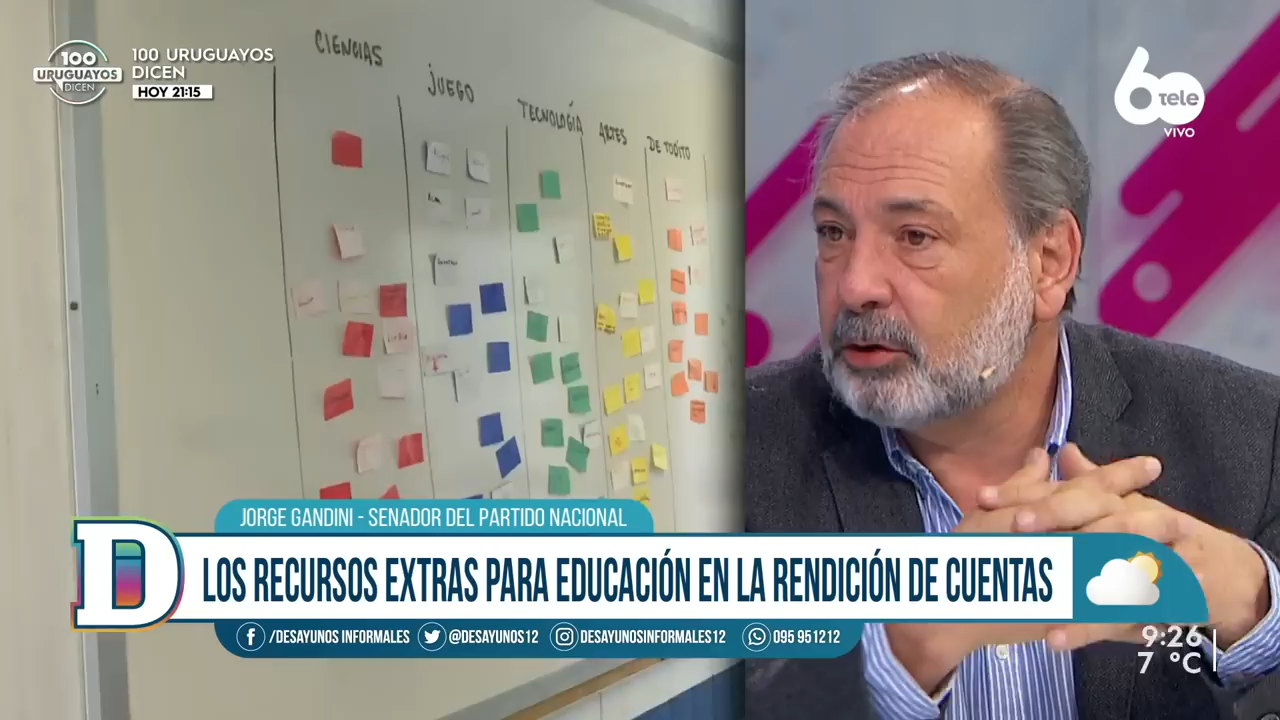 100
URUGUAYOS
DICEN
100 URUGUAYOS
DICEN
HOY 21:15
60 tele
VIVO
CIENCIAS
JUEGO
TECNOLOGÍA
ARTES
DE TODITO
JORGE GANDINI - SENADOR DEL PARTIDO NACIONAL
D
LOS RECURSOS EXTRAS PARA EDUCACIÓN EN LA RENDICIÓN DE CUENTAS
/DESAYUNOS INFORMALES @DESAYUNOS12 DESAYUNOSINFORMALES12 095 951212
9:26
7 °C